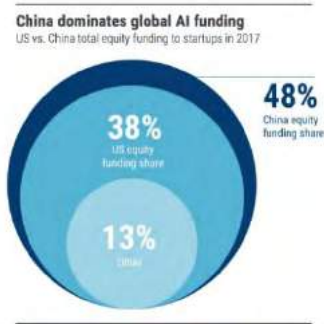 China dominates global AI funding
US vs. China total equity funding to startups in 2017
48%
China equity
funding share
38%
US equity
funding share
13%